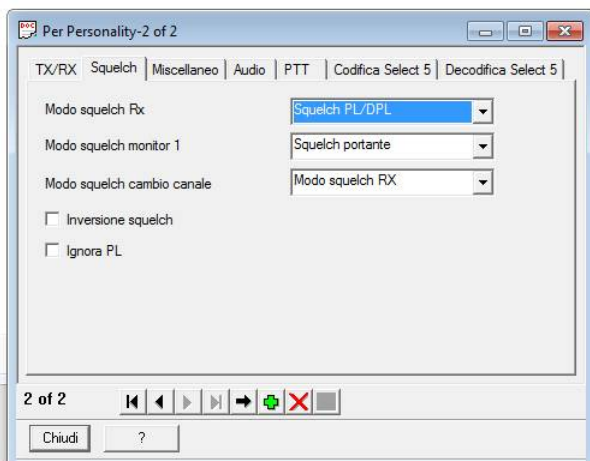 Per Personality-2 of 2
TX/RX Squelch Miscellaneo Audio PTT Codifica Select 5 Decodifica Select 5
Modo squelch Rx Squelch PL/DPL
Modo squelch monitor 1 Squelch portante
Modo squelch cambio canale Modo squelch RX
Inversione squelch
Ignora PL
2 of 2
Chiudi ?